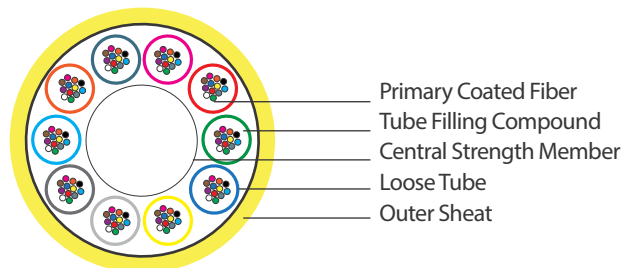 Primary Coated Fiber
Tube Filling Compound
Central Strength Member
Loose Tube
Outer Sheat